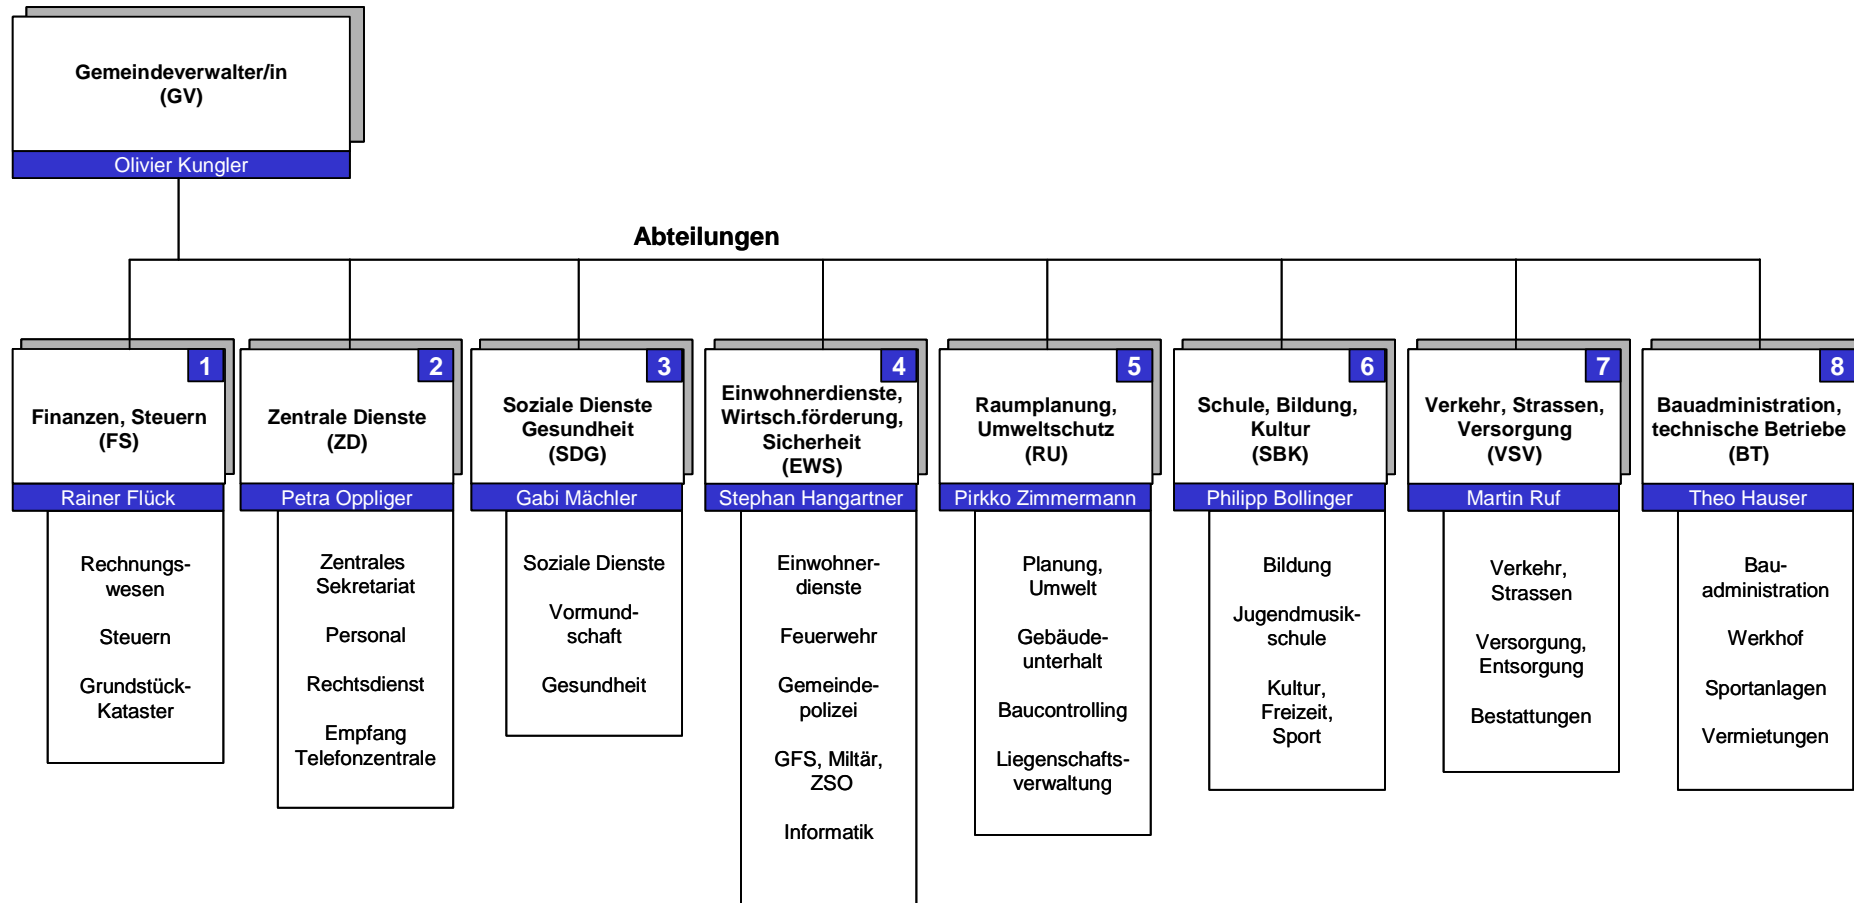 Gemeindeverwalter/in
(GV)
Olivier Kungler
Abteilungen
1
Finanzen, Steuern
(FS)
Rainer Flück
Rechnungs-
wesen
Steuern
Grundstück-
Kataster
2
Zentrale Dienste
(ZD)
Petra Oppliger
Zentrales
Sekretariat
Personal
Rechtsdienst
Empfang
Telefonzentrale
3
Soziale Dienste
Gesundheit
(SDG)
Gabi Mächler
Soziale Dienste
Vormund-
schaft
Gesundheit
4
Einwohnerdienste,
Wirtsch.förderung,
Sicherheit
(EWS)
Stephan Hangartner
Einwohner-
dienste
Feuerwehr
Gemeinde-
polizei
GFS, Miltär,
ZSO
Informatik
5
Raumplanung,
Umweltschutz
(RU)
Pirkko Zimmermann
Planung,
Umwelt
Gebäude-
unterhalt
Baucontrolling
Liegenschafts-
verwaltung
6
Schule, Bildung,
Kultur
(SBK)
Philipp Bollinger
Bildung
Jugendmusik-
schule
Kultur,
Freizeit,
Sport
7
Verkehr, Strassen,
Versorgung
(VSV)
Martin Ruf
Verkehr,
Strassen
Versorgung,
Entsorgung
Bestattungen
8
Bauadministration,
technische Betriebe
(BT)
Theo Hauser
Bau-
administration
Werkhof
Sportanlagen
Vermietungen